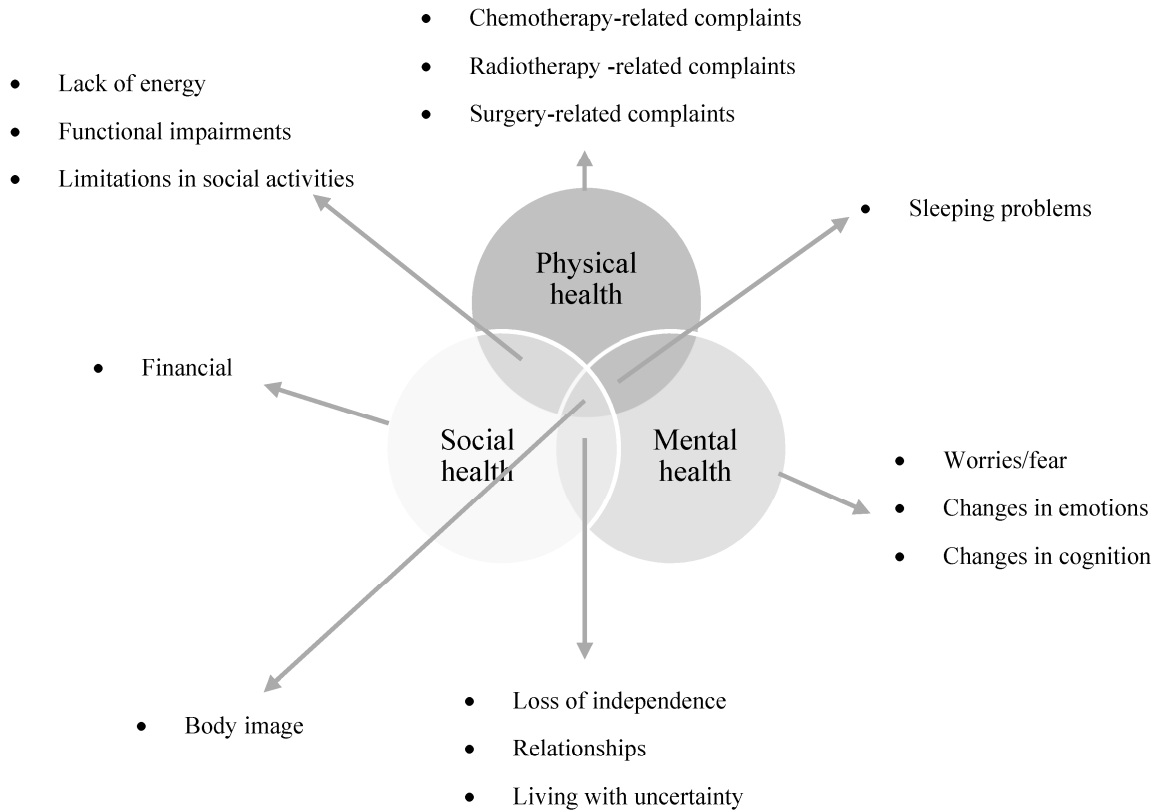 • Chemotherapy-related complaints
• Radiotherapy -related complaints
• Surgery-related complaints
• Lack of energy
• Functional impairments
• Limitations in social activities
• Sleeping problems
Physical
health
• Financial
Social
health
Mental
health
• Worries/fear
• Changes in emotions
• Changes in cognition
• Body image
• Loss of independence
• Relationships
• Living with uncertainty